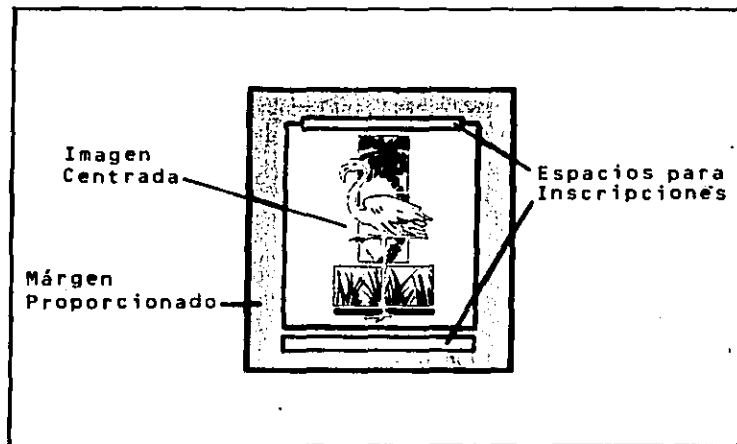 Imagen
Centrada
Espacios para
Inscripciones
Márgen
Proporcionado